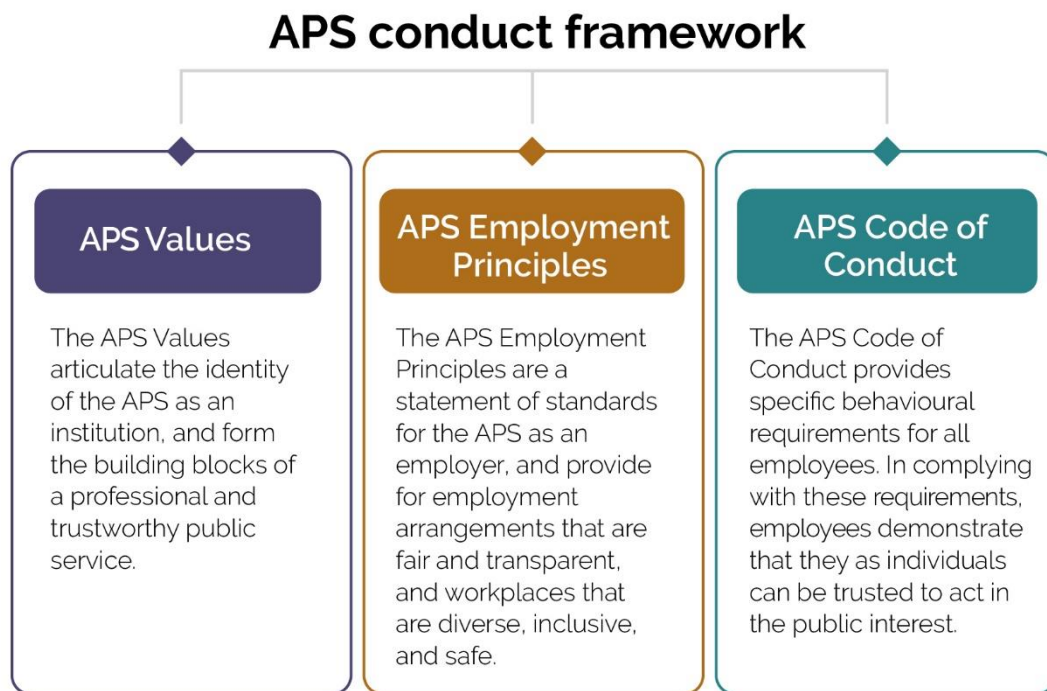 APS conduct framework
APS Values
The APS Values
articulate the identity
of the APS as an
institution, and form
the building blocks of
a professional and
trustworthy public
service.
APS Employment
Principles
The APS Employment
Principles are a
statement of standards
for the APS as an
employer, and provide
for employment
arrangements that are
fair and transparent,
and workplaces that
are diverse, inclusive,
and safe.
APS Code of
Conduct
The APS Code of
Conduct provides
specific behavioural
requirements for all
employees. In complying
with these requirements,
employees demonstrate
that they as individuals
can be trusted to act in
the public interest.